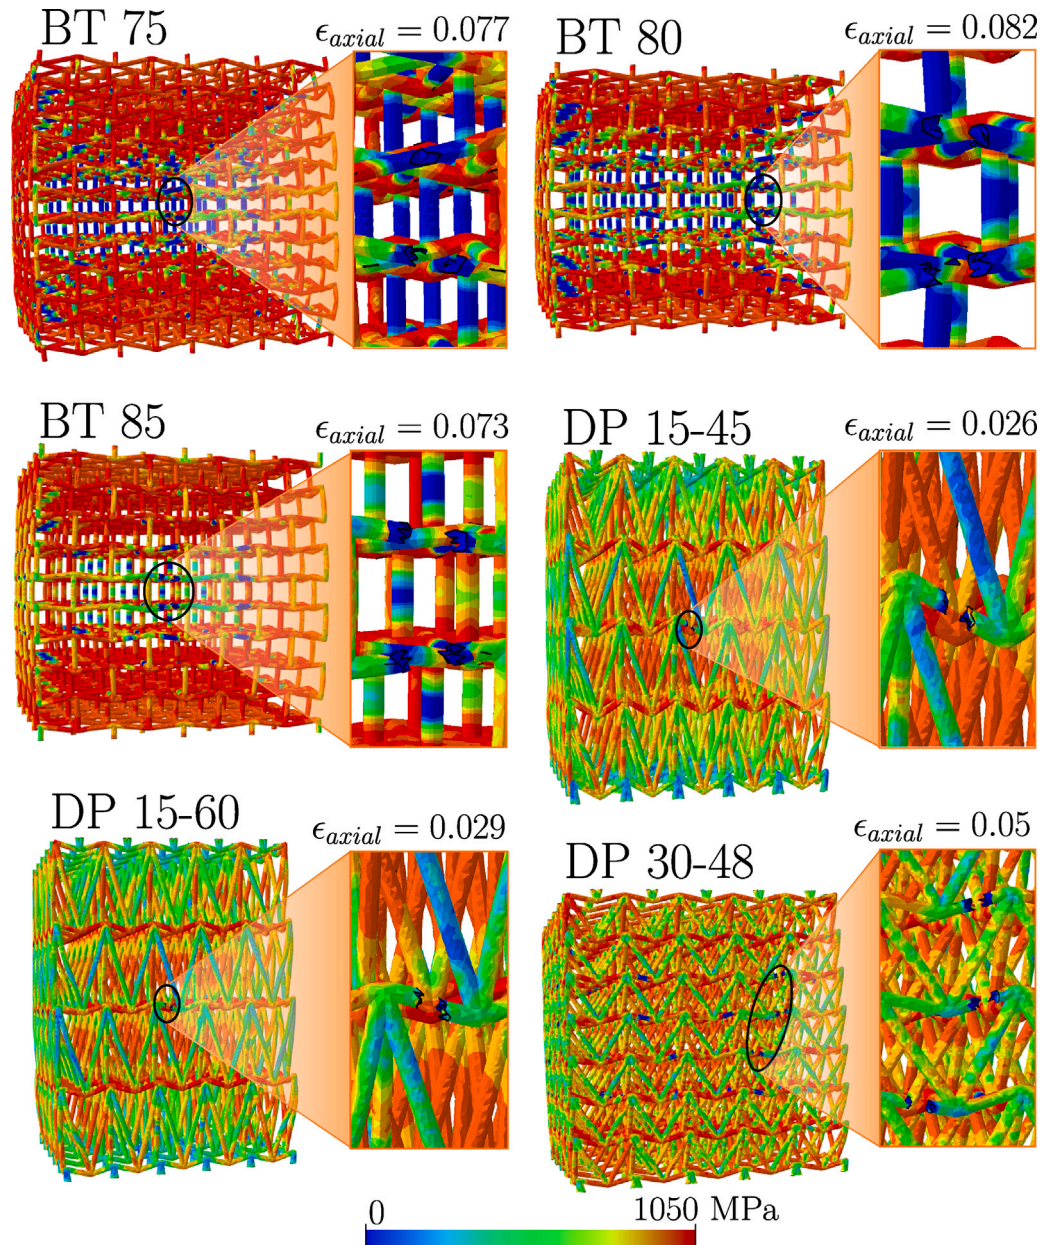 BT 75
ϵaxial = 0.077
BT 80
ϵaxial = 0.082
BT 85
ϵaxial = 0.073
DP 15-45
ϵaxial = 0.026
DP 15-60
ϵaxial = 0.029
DP 30-48
ϵaxial = 0.05
0
1050 MPa